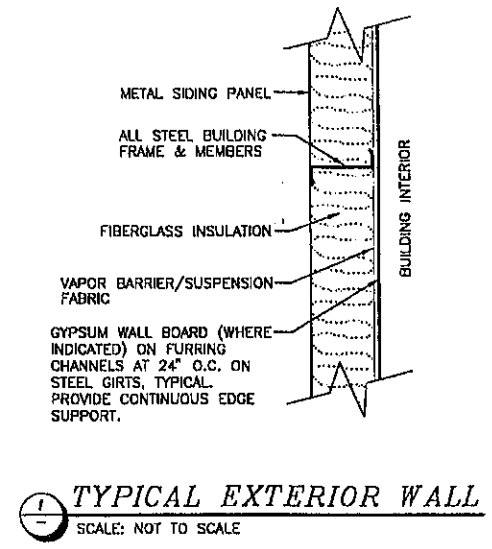 METAL SIDING PANEL
ALL STEEL BUILDING
FRAME & MEMBERS
FIBERGLASS INSULATION
BUILDING INTERIOR
VAPOR BARRIER/SUSPENSION
FABRIC
GYPSUM WALL BOARD (WHERE
INDICATED) ON FURRING
CHANNELS AT 24" O.C. ON
STEEL GIRTS, TYPICAL.
PROVIDE CONTINUOUS EDGE
SUPPORT.
1
-
TYPICAL EXTERIOR WALL
SCALE: NOT TO SCALE